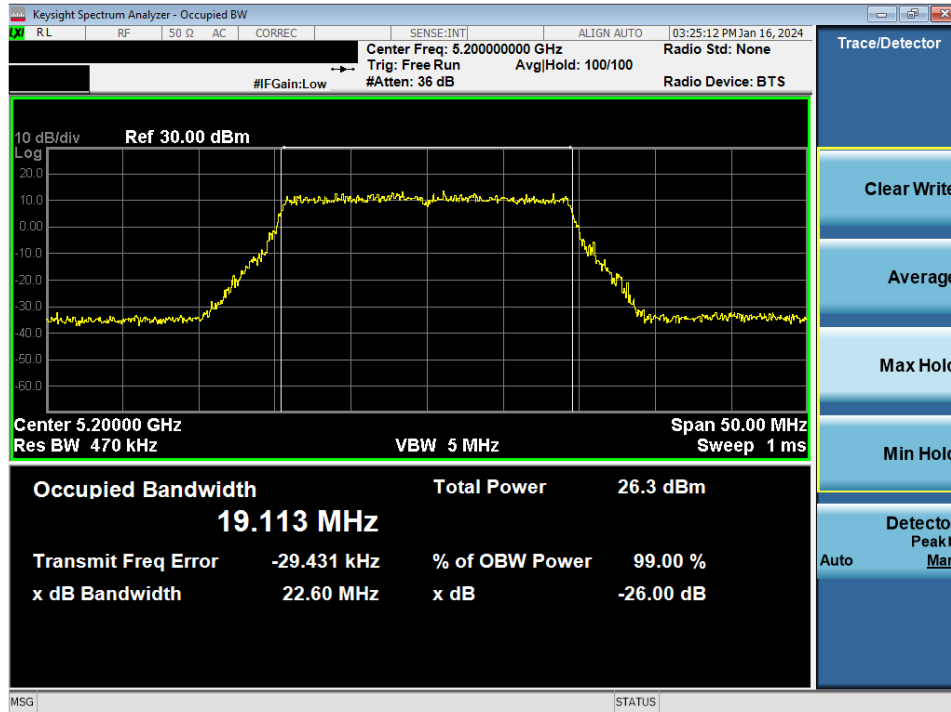 Keysight Spectrum Analyzer - Occupied BW
LXI RL RF 50 Ω AC CORREC SENSE:INT ALIGN AUTO 03:25:12 PM Jan 16, 2024
Center Freq: 5.200000000 GHz Radio Std: None
Trig: Free Run Avg|Hold: 100/100
#IFGain:Low #Atten: 36 dB Radio Device: BTS
Trace/Detector
10 dB/div Ref 30.00 dBm
Log
20.0
10.0
0.00
-10.0
-20.0
-30.0
-40.0
-50.0
-60.0
Center 5.20000 GHz Span 50.00 MHz
Res BW 470 kHz VBW 5 MHz Sweep 1 ms
Occupied Bandwidth Total Power 26.3 dBm
19.113 MHz
Transmit Freq Error -29.431 kHz % of OBW Power 99.00 %
x dB Bandwidth 22.60 MHz x dB -26.00 dB
Clear Write
Average
Max Hold
Min Hold
Detecto
Peak
Auto Man
MSG STATUS